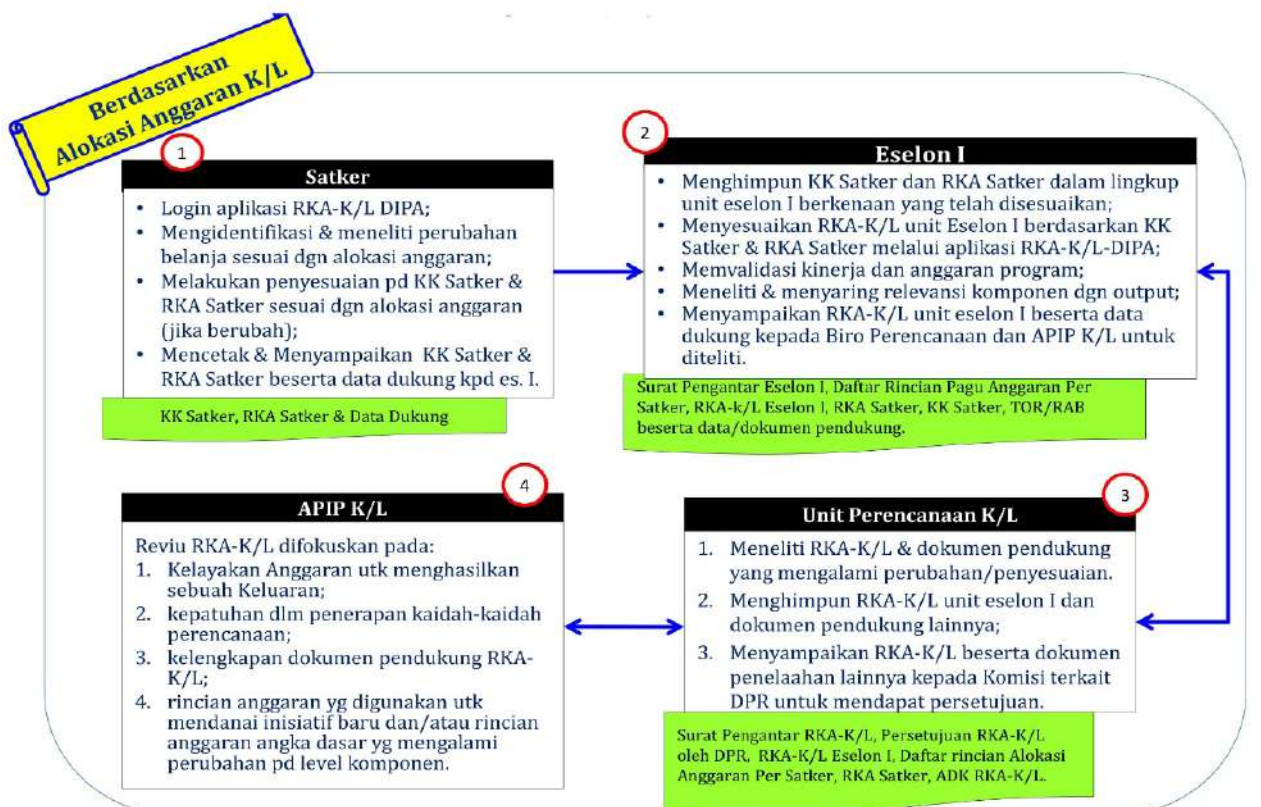 Berdasarkan
Alokasi Anggaran K/L
1
Satker
• Login aplikasi RKA-K/L DIPA;
• Mengidentifikasi & meneliti perubahan
belanja sesuai dgn alokasi anggaran;
• Melakukan penyesuaian pd KK Satker &
RKA Satker sesuai dgn alokasi anggaran
(jika berubah);
• Mencetak & Menyampaikan KK Satker &
RKA Satker beserta data dukung kpd es. I.
KK Satker, RKA Satker & Data Dukung
2
Eselon I
• Menghimpun KK Satker dan RKA Satker dalam lingkup
unit eselon I berkenaan yang telah disesuaikan;
• Menyesuaikan RKA-K/L unit Eselon I berdasarkan KK
Satker & RKA Satker melalui aplikasi RKA-K/L-DIPA;
• Memvalidasi kinerja dan anggaran program;
• Meneliti & menyaring relevansi komponen dgn output;
• Menyampaikan RKA-K/L unit eselon I beserta data
dukung kepada Biro Perencanaan dan APIP K/L untuk
diteliti.
Surat Pengantar Eselon I, Daftar Rincian Pagu Anggaran Per
Satker, RKA-k/L Eselon I, RKA Satker, KK Satker, TOR/RAB
beserta data/dokumen pendukung.
3
Unit Perencanaan K/L
1. Meneliti RKA-K/L & dokumen pendukung
yang mengalami perubahan/penyesuaian.
2. Menghimpun RKA-K/L unit eselon I dan
dokumen pendukung lainnya;
3. Menyampaikan RKA-K/L beserta dokumen
penelaahan lainnya kepada Komisi terkait
DPR untuk mendapat persetujuan.
Surat Pengantar RKA-K/L, Persetujuan RKA-K/L
oleh DPR, RKA-K/L Eselon I, Daftar rincian Alokasi
Anggaran Per Satker, RKA Satker, ADK RKA-K/L.
4
APIP K/L
Reviu RKA-K/L difokuskan pada:
1. Kelayakan Anggaran utk menghasilkan
sebuah Keluaran;
2. kepatuhan dlm penerapan kaidah-kaidah
perencanaan;
3. kelengkapan dokumen pendukung RKA-
K/L;
4. rincian anggaran yg digunakan utk
mendanai inisiatif baru dan/atau rincian
anggaran angka dasar yg mengalami
perubahan pd level komponen.